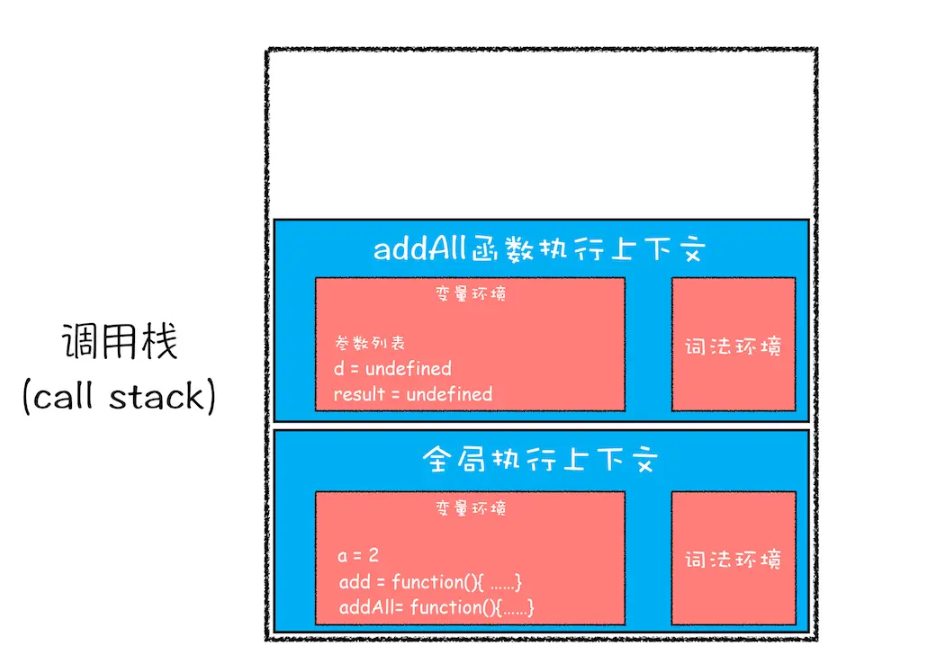 addAll函数执行上下文
变量环境
参数列表
d = undefined
result = undefined
词法环境
调用栈
(call stack)
全局执行上下文
变量环境
a = 2
add = function(){ ......}
addAll= function(){......}
词法环境